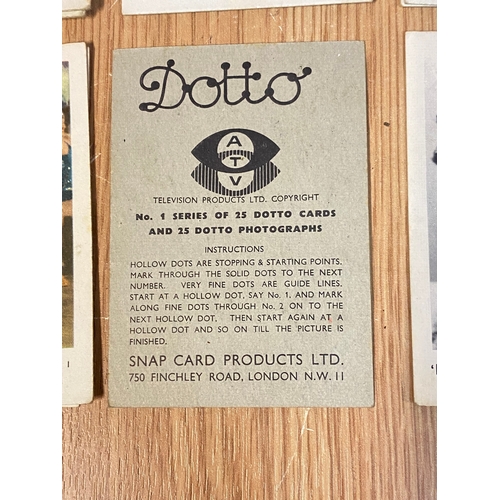 Dotto
ATV
TELEVISION PRODUCTS LTD. COPYRIGHT
No. 1 SERIES OF 25 DOTTO CARDS
AND 25 DOTTO PHOTOGRAPHS
INSTRUCTIONS
HOLLOW DOTS ARE STOPPING & STARTING POINTS.
MARK THROUGH THE SOLID DOTS TO THE NEXT
NUMBER. VERY FINE DOTS ARE GUIDE LINES.
START AT A HOLLOW DOT, SAY No. 1, AND MARK
ALONG FINE DOTS THROUGH No. 2 ON TO THE
NEXT HOLLOW DOT. THEN START AGAIN AT A
HOLLOW DOT AND SO ON TILL THE PICTURE IS
FINISHED.
SNAP CARD PRODUCTS LTD.
750 FINCHLEY ROAD, LONDON N.W. 11